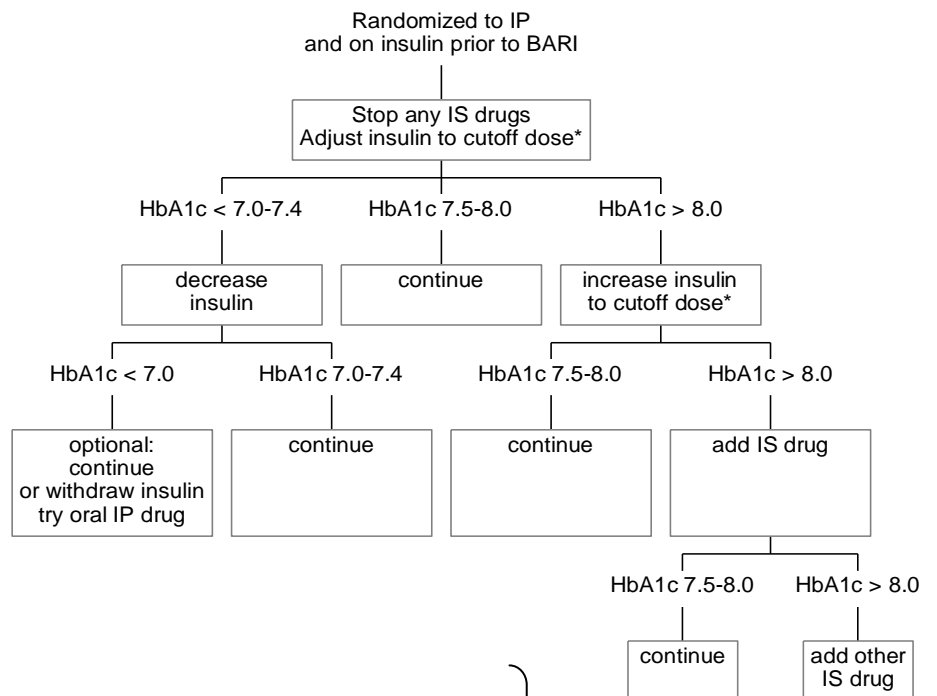 Randomized to IP
and on insulin prior to BARI
Stop any IS drugs
Adjust insulin to cutoff dose*
HbA1c < 7.0-7.4
HbA1c 7.5-8.0
HbA1c > 8.0
decrease
insulin
continue
increase insulin
to cutoff dose*
HbA1c < 7.0
HbA1c 7.0-7.4
HbA1c 7.5-8.0
HbA1c > 8.0
optional:
continue
or withdraw insulin
try oral IP drug
continue
continue
add IS drug
HbA1c 7.5-8.0
HbA1c > 8.0
continue
add other
IS drug